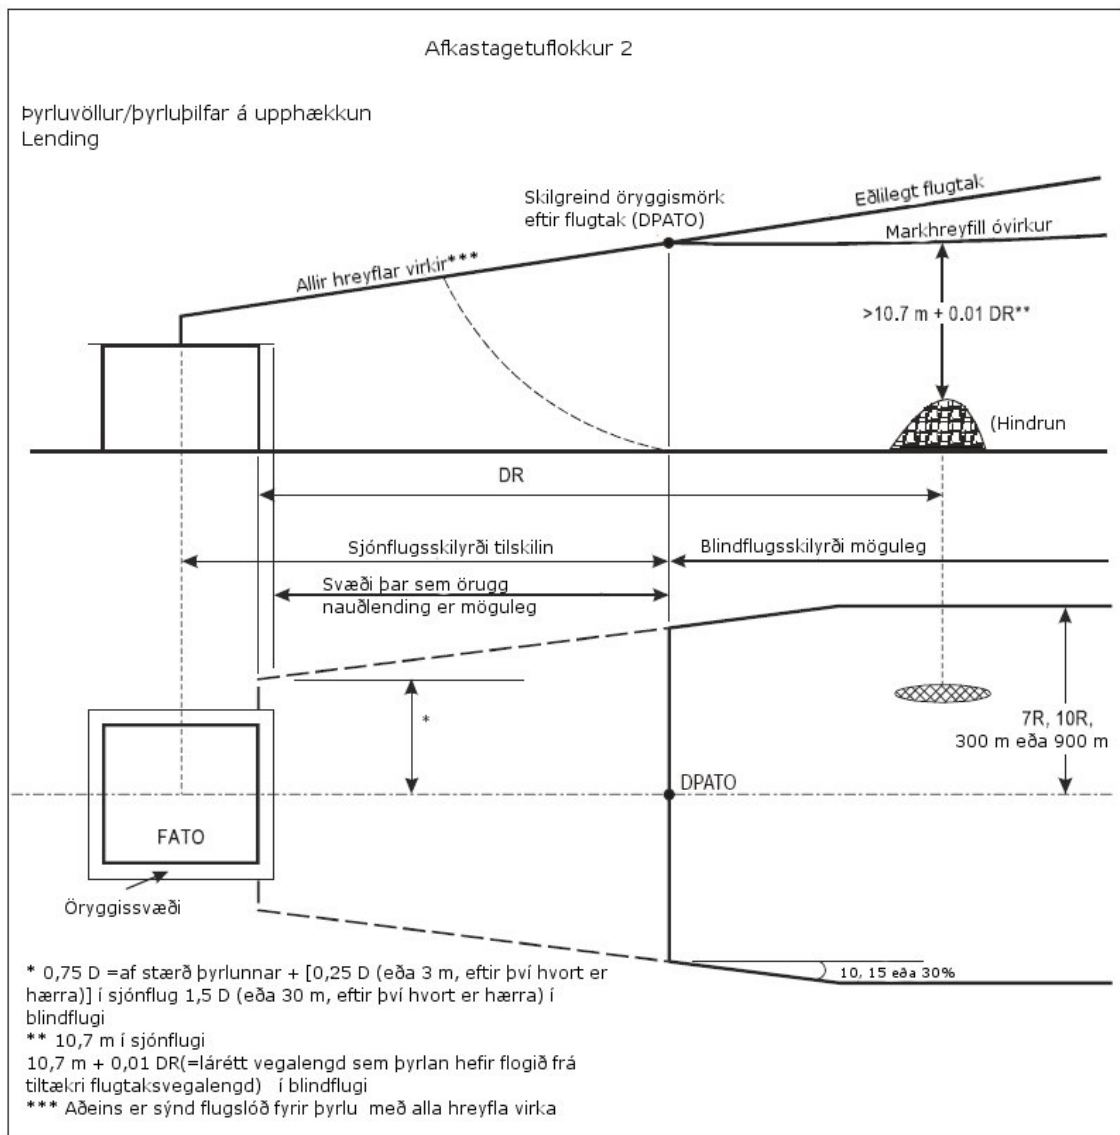 Afkastagetuflokkur 2
Þyrluvöllur/þyrluþilfar á upphækkun
Lending
Skilgreind öryggismörk
eftir flugtak (DPATO)
Eðlilegt flugtak
Markhreyfill óvirkur
Allir hreyflar virkir***
>10.7 m + 0.01 DR**
(Hindrun
DR
Sjónflugsskilyrði tilskilin
Blindflugsskilyrði möguleg
Svæði þar sem örugg
nauðlending er möguleg
*
7R, 10R,
300 m eða 900 m
DPATO
FATO
Öryggissvæði
10, 15 eða 30%
* 0,75 D =af stærð þyrlunnar + [0,25 D (eða 3 m, eftir því hvort er
hærra)] í sjónflug 1,5 D (eða 30 m, eftir því hvort er hærra) í
blindflugi
** 10,7 m í sjónflugi
10,7 m + 0,01 DR(=lárétt vegalengd sem þyrlan hefir flogið frá
tiltækri flugtaksvegalengd) í blindflugi
*** Aðeins er sýnd flugslóð fyrir þyrlu með alla hreyfla virka